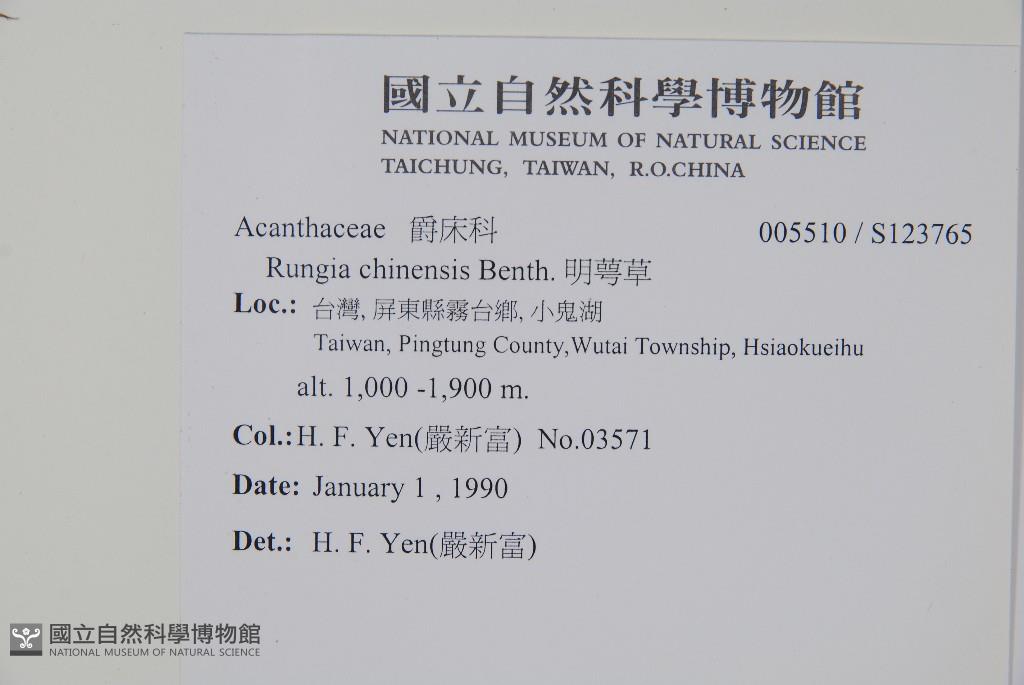 國立自然科學博物館
NATIONAL MUSEUM OF NATURAL SCIENCE
TAICHUNG, TAIWAN, R.O.CHINA
Acanthaceae 爵床科 005510 / S123765
Rungia chinensis Benth. 明萼草
Loc.: 台灣, 屏東縣霧台鄉, 小鬼湖
Taiwan, Pingtung County,Wutai Township, Hsiaokueihu
alt. 1,000 -1,900 m.
Col.:H. F. Yen(嚴新富) No.03571
Date: January 1 , 1990
Det.: H. F. Yen(嚴新富)
國立自然科學博物館
NATIONAL MUSEUM OF NATURAL SCIENCE